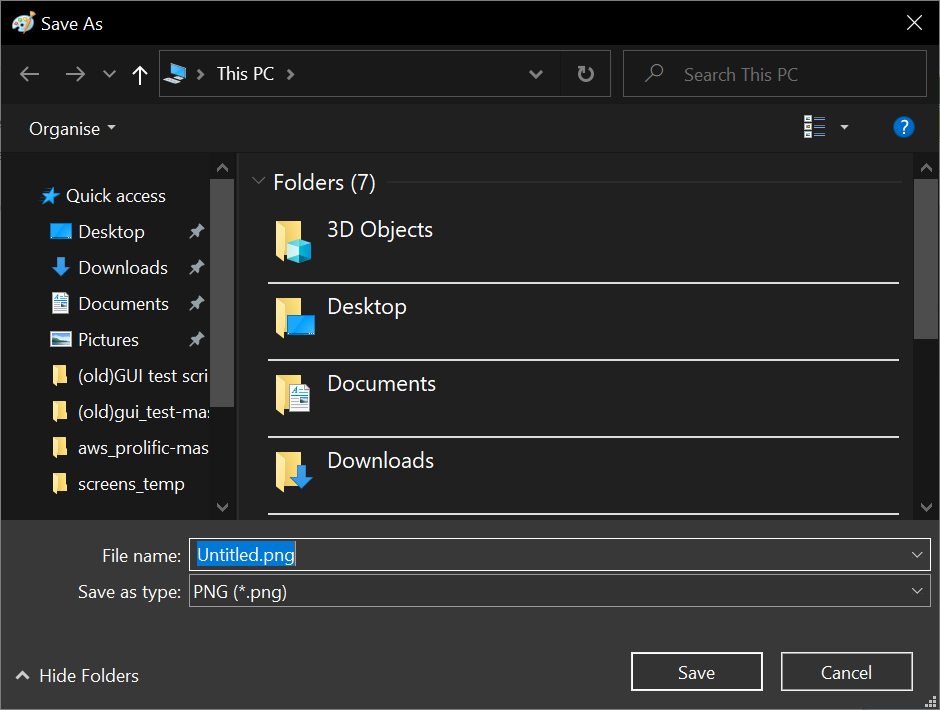 Save As
This PC
Search This PC
Organise
?
Quick access
Desktop
Downloads
Documents
Pictures
(old)GUI test scri
(old)gui_test-mas
aws_prolific-mas
screens_temp
Folders (7)
3D Objects
Desktop
Documents
Downloads
File name: Untitled.png
Save as type: PNG (*.png)
Hide Folders
Save
Cancel